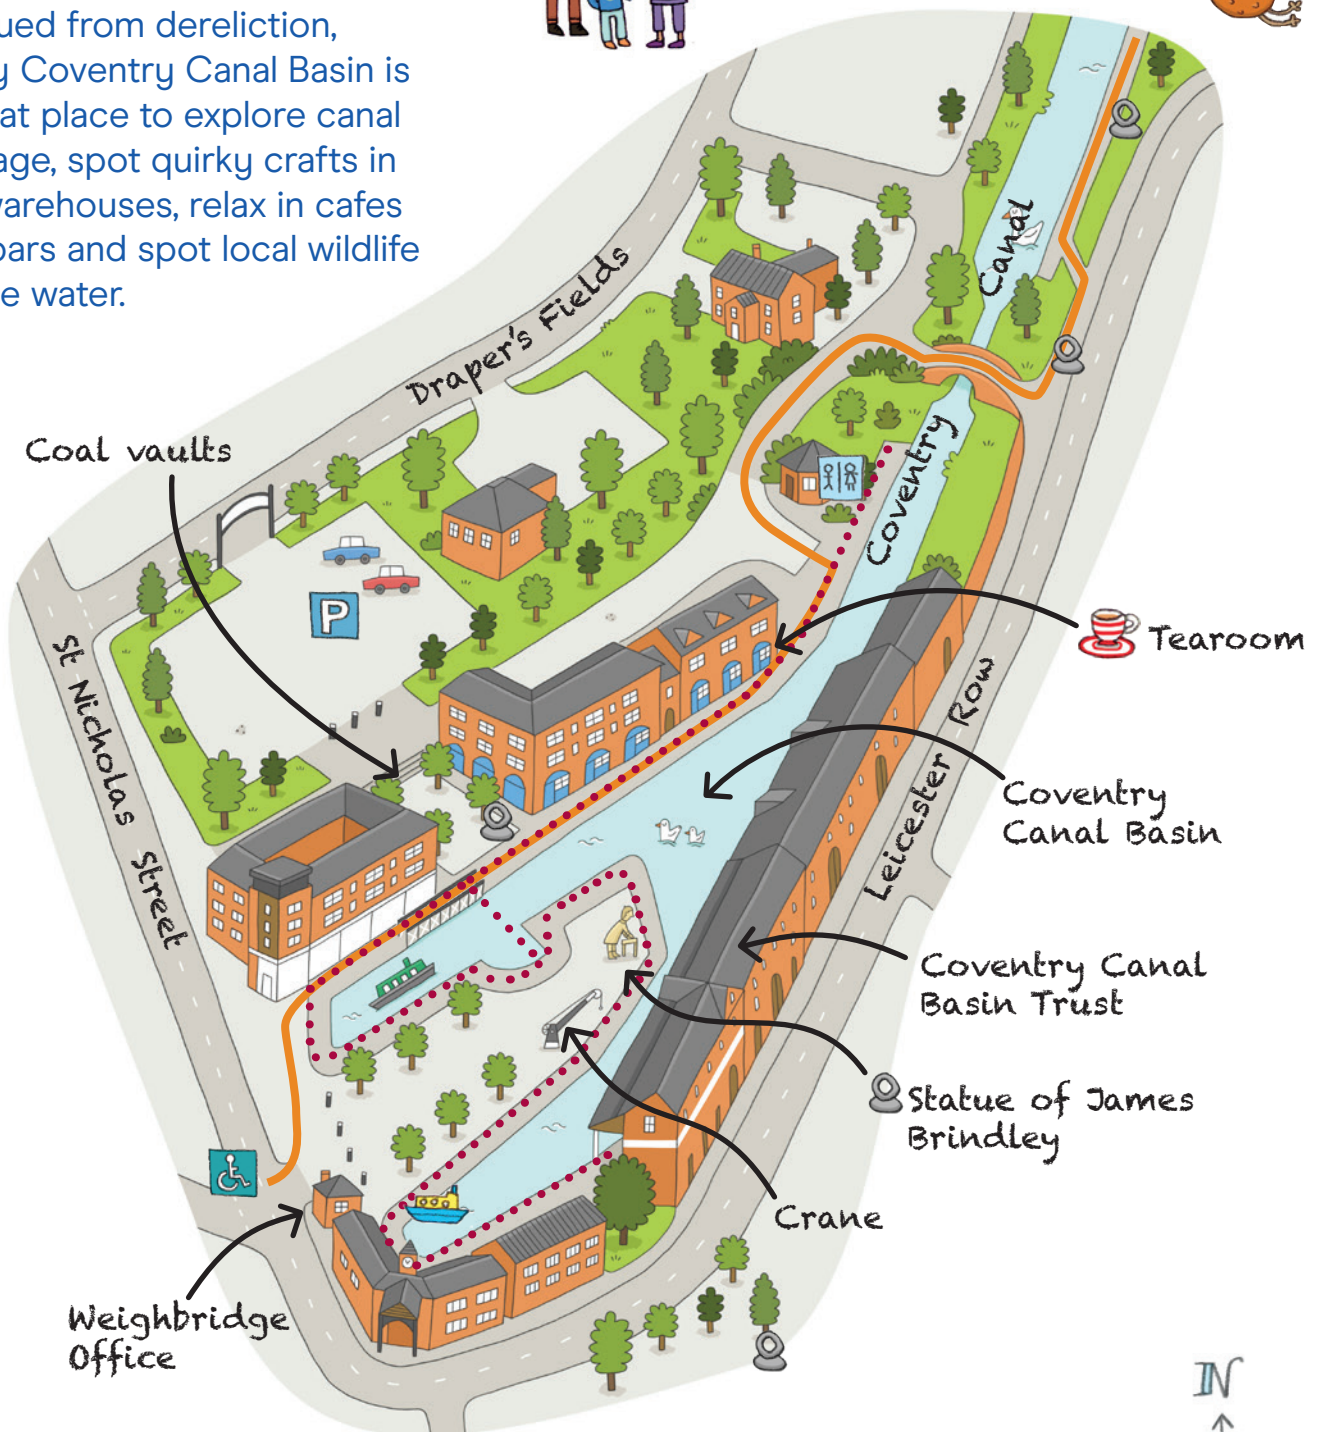 ued from dereliction,
y Coventry Canal Basin is
at place to explore canal
age, spot quirky crafts in
varehouses, relax in cafes
bars and spot local wildlife
e water.
Canal
Draper's Fields
Coal vaults
Coventry
P
Tearoom
St Nicholas Street
Leicester Row
Coventry
Canal Basin
Coventry Canal
Basin Trust
Statue of James
Brindley
Crane
Weighbridge
Office
N